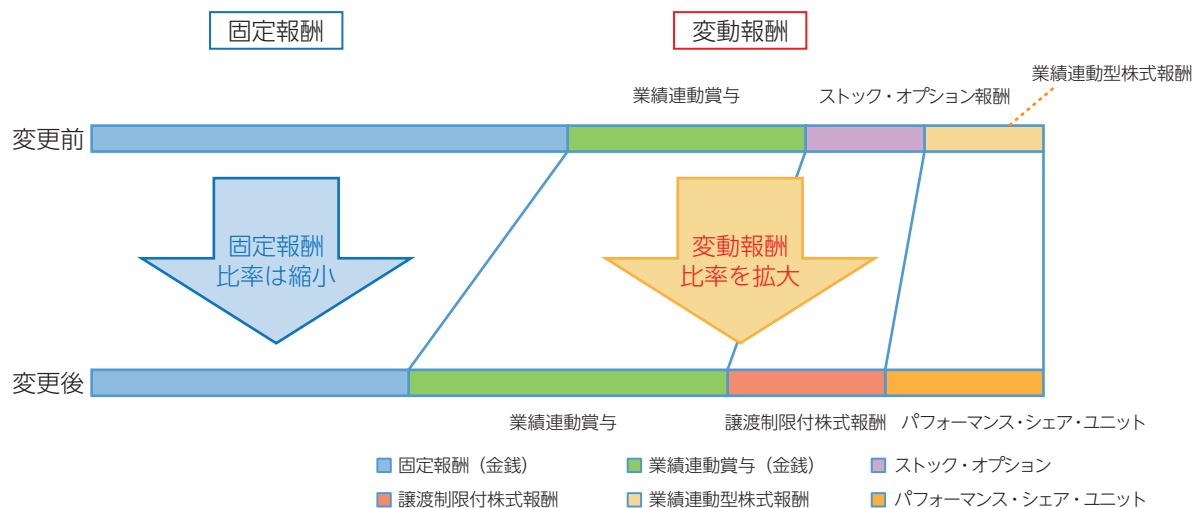 固定報酬
変動報酬
業績連動型株式報酬
業績連動賞与
ストック・オプション報酬
変更前
固定報酬
比率は縮小
変動報酬
比率を拡大
変更後
業績連動賞与
譲渡制限付株式報酬
パフォーマンス・シェア・ユニット
固定報酬（金銭）
業績連動賞与（金銭）
ストック・オプション
譲渡制限付株式報酬
業績連動型株式報酬
パフォーマンス・シェア・ユニット